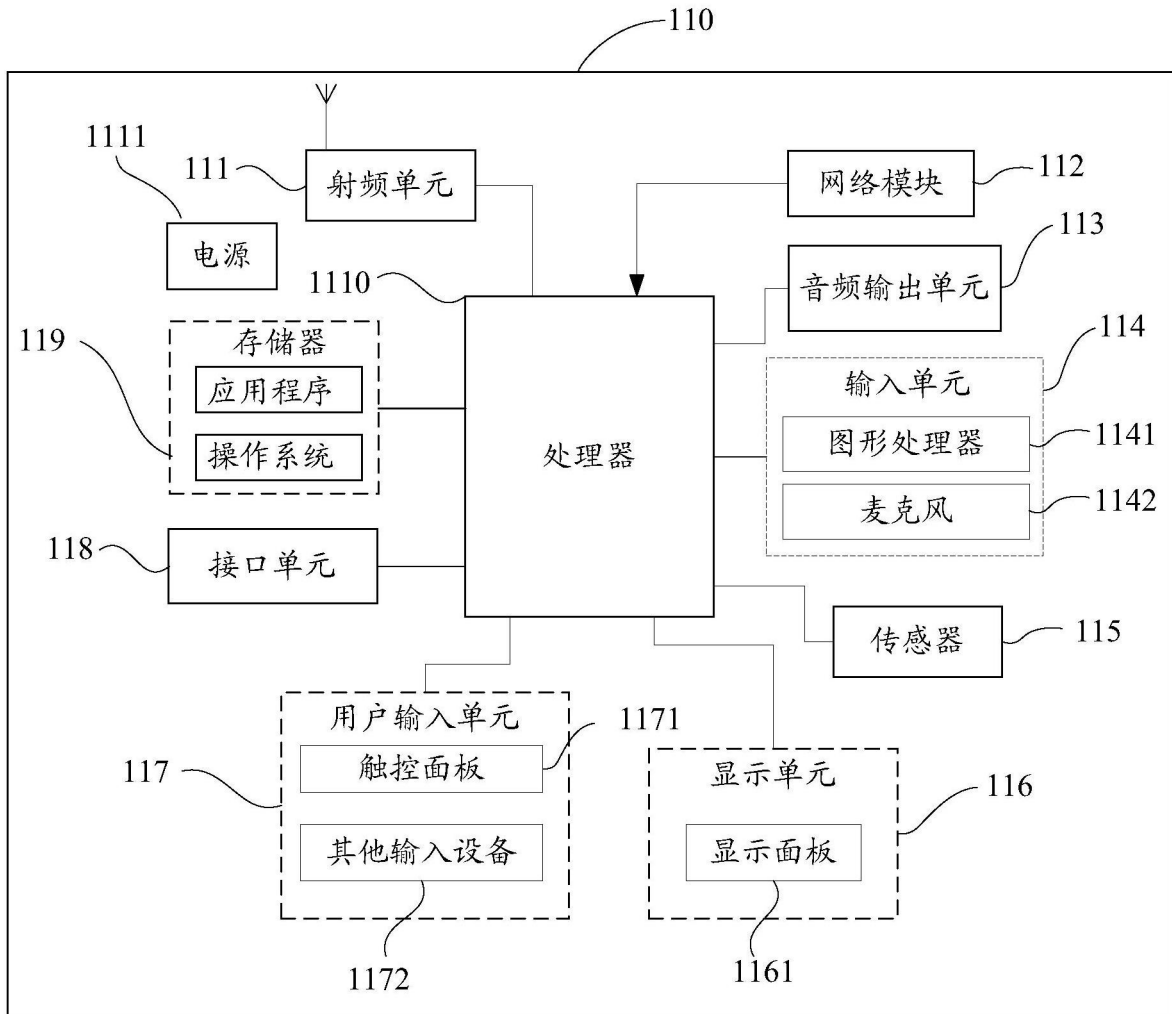 110
1111
111
射频单元
网络模块
112
电源
113
音频输出单元
1110
119
存储器
应用程序
操作系统
处理器
114
输入单元
图形处理器
1141
麦克风
1142
118
接口单元
传感器
115
用户输入单元
1171
触控面板
117
其他输入设备
1172
显示单元
116
显示面板
1161